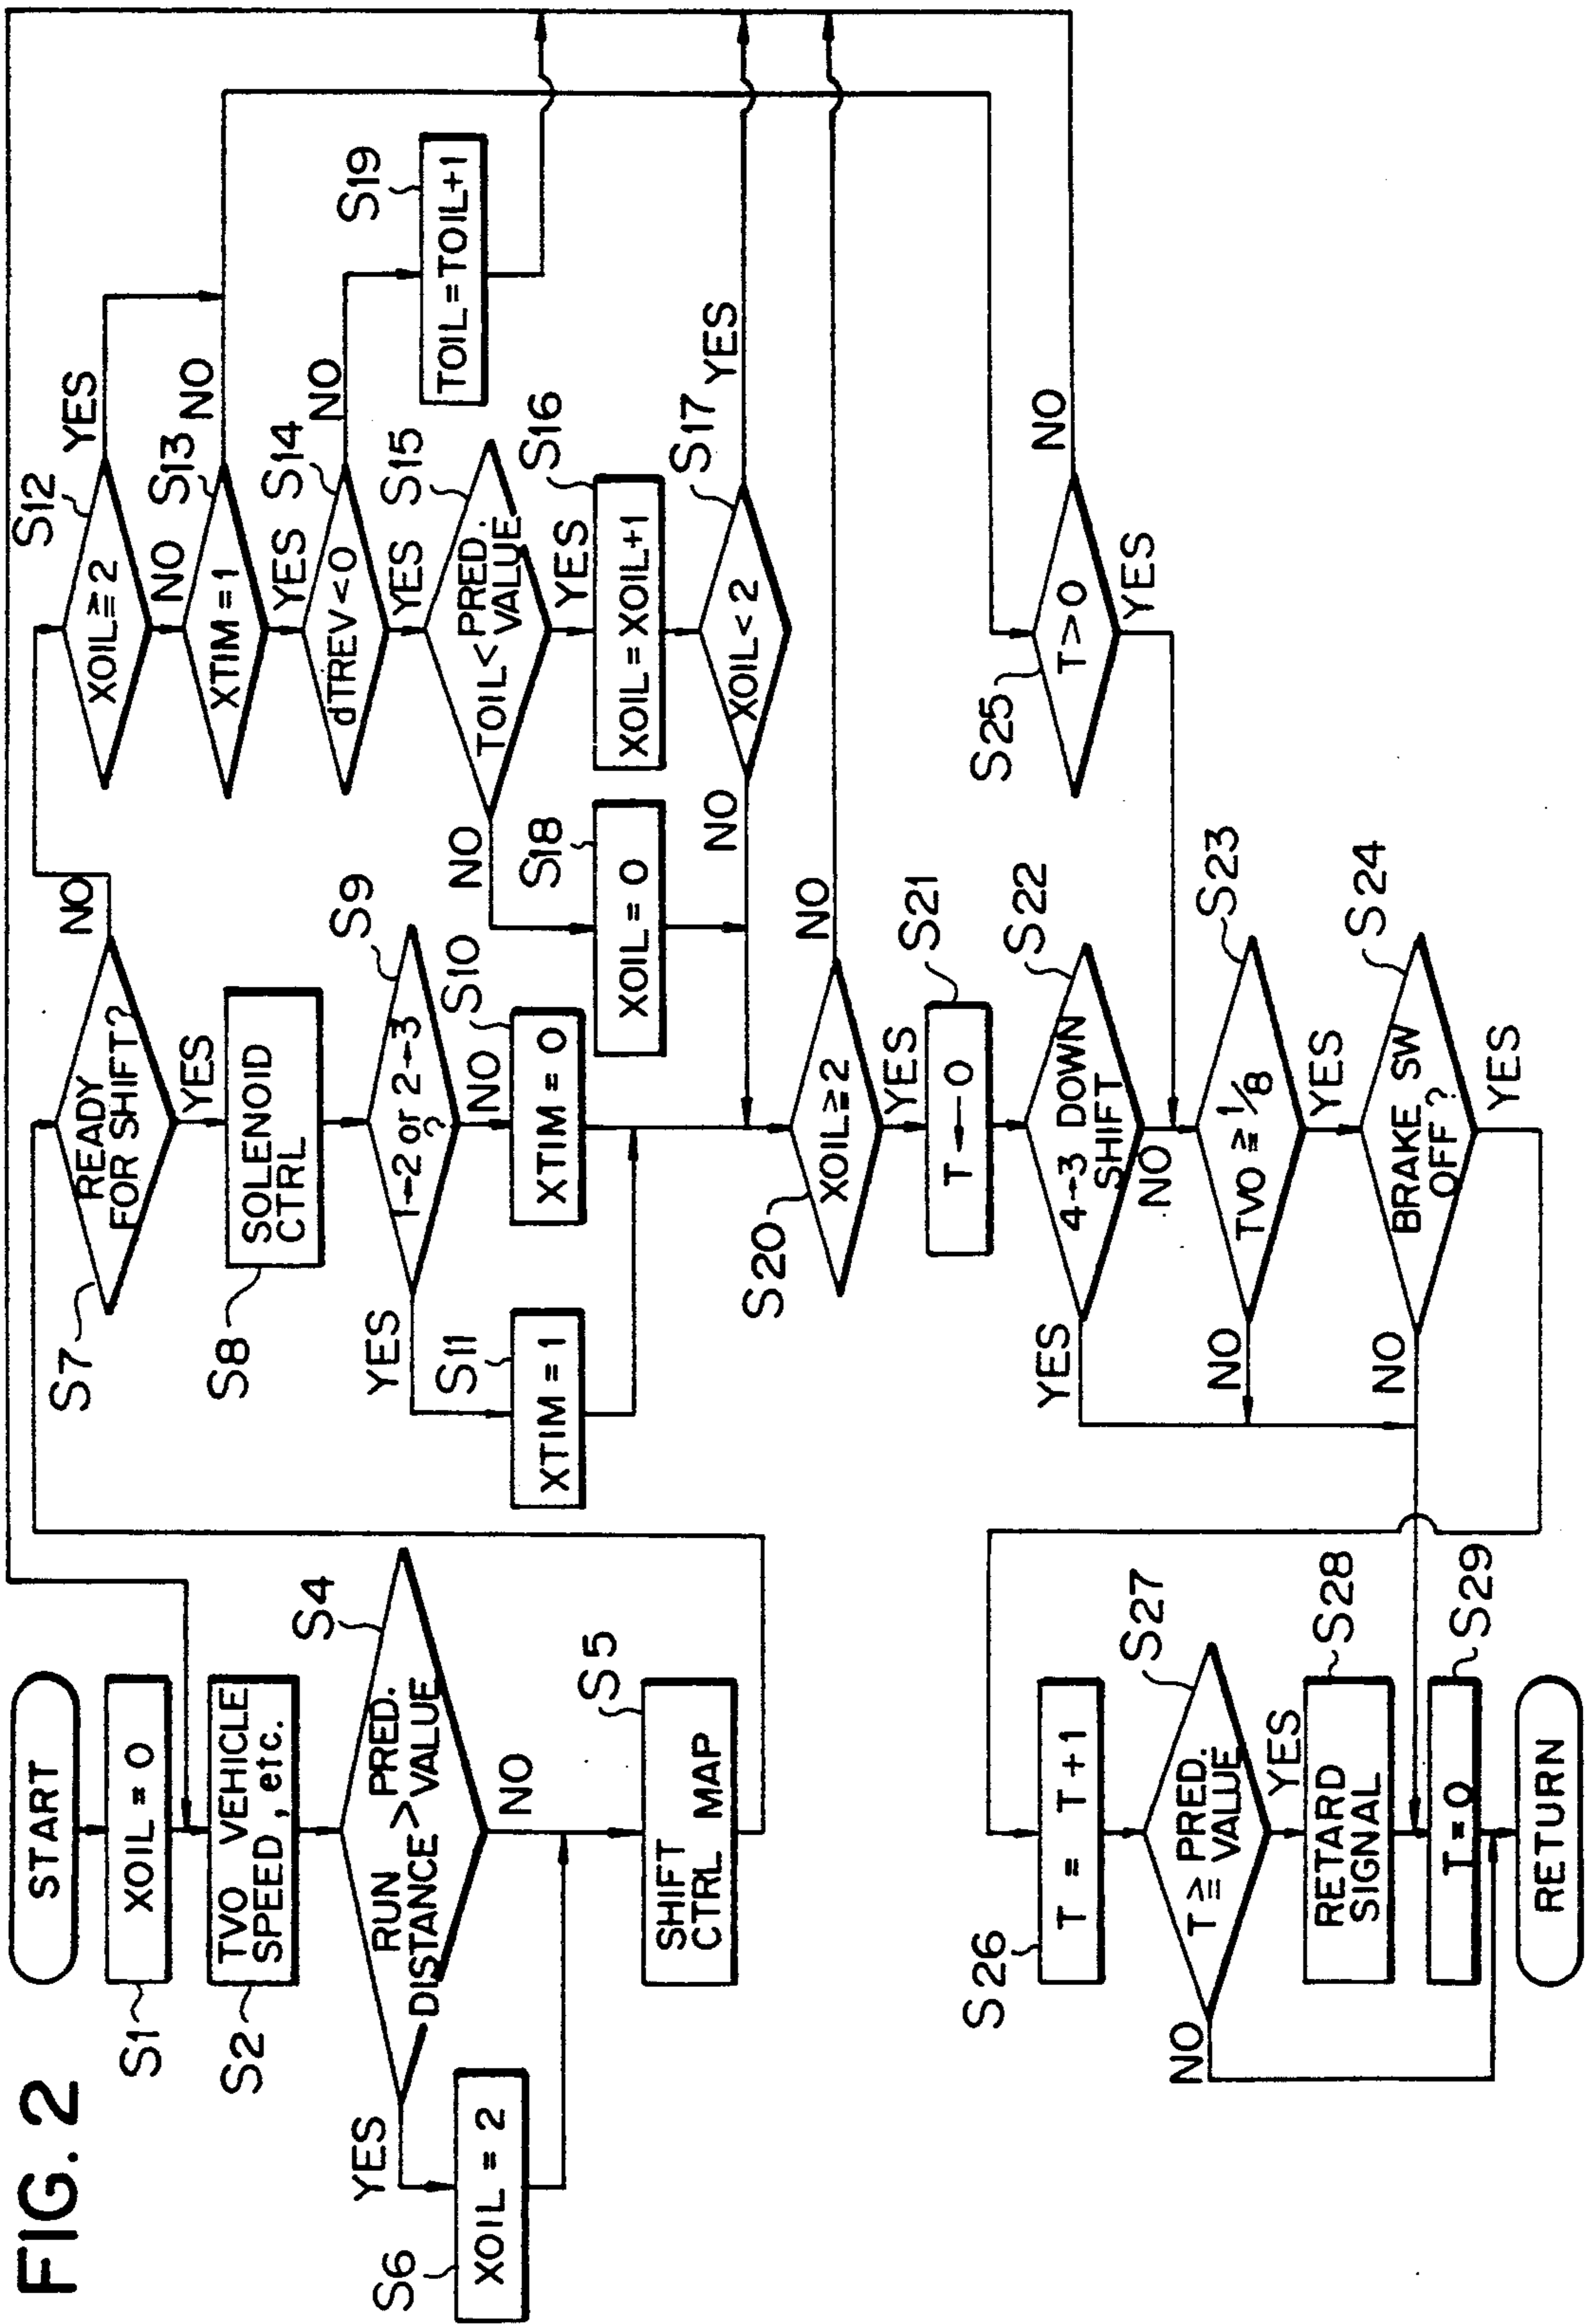 FIG. 2
START
S1
XOIL = 0
S2
TVO VEHICLE
SPEED, etc.
S4
RUN
DISTANCE > PRED.
VALUE
YES
NO
S6
XOIL = 2
S5
SHIFT
CTRL MAP
S7
READY
FOR SHIFT?
NO
YES
S8
SOLENOID
CTRL
S9
1→2 or 2→3
?
YES
NO
S11
XTIM = 1
S10
XTIM = 0
S12
XOIL ≧ 2
YES
NO
S13
XTIM = 1
NO
YES
S14
dTREV < 0
NO
YES
S19
TOIL = TOIL+1
S15
TOIL < PRED.
VALUE
NO
YES
S18
XOIL = 0
S16
XOIL = XOIL+1
S17
XOIL < 2
YES
NO
S20
XOIL ≥ 2
NO
YES
S21
T ← 0
S22
4→3 DOWN
SHIFT
YES
NO
S25
T > 0
NO
YES
S23
TVO ≧ 1/8
NO
YES
S24
BRAKE SW
OFF?
NO
YES
S26
T = T+1
S27
T ≧ PRED.
VALUE
NO
YES
S28
RETARD
SIGNAL
S29
T = 0
RETURN